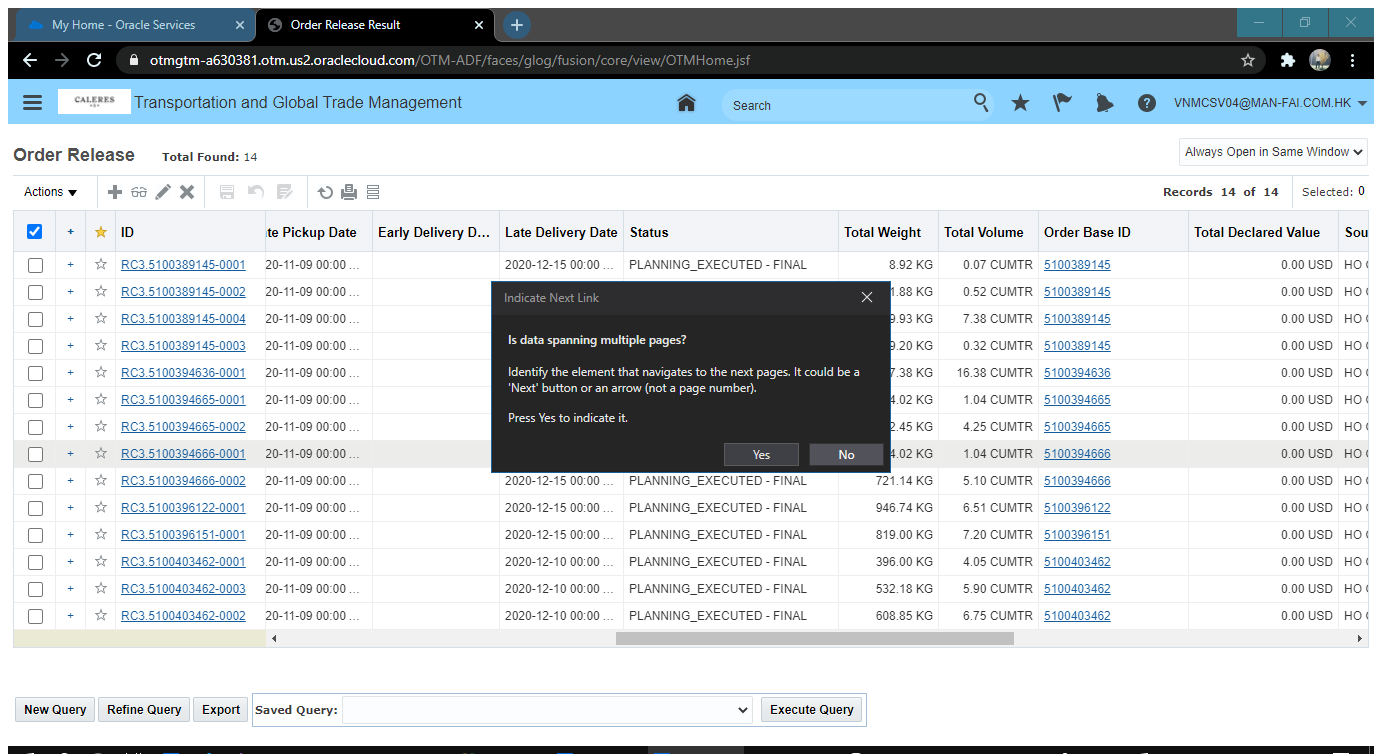 My Home - Oracle Services
Order Release Result
otmgtm-a630381.otm.us2.oraclecloud.com/OTM-ADF/faces/glog/fusion/core/view/OTMHome.jsf
CALERES Transportation and Global Trade Management Search VNMCSV04@MAN-FAI.COM.HK
Order Release Total Found: 14 Always Open in Same Window
Actions Records 14 of 14 Selected: 0
+ ID te Pickup Date Early Delivery D... Late Delivery Date Status Total Weight Total Volume Order Base ID Total Declared Value Sou
+ RC3.5100389145-0001 20-11-09 00:00 ... 2020-12-15 00:00 ... PLANNING_EXECUTED - FINAL 8.92 KG 0.07 CUMTR 5100389145 0.00 USD HO
+ RC3.5100389145-0002 20-11-09 00:00 ... .88 KG 0.52 CUMTR 5100389145 0.00 USD HO
+ RC3.5100389145-0004 20-11-09 00:00 ... .93 KG 7.38 CUMTR 5100389145 0.00 USD HO
+ RC3.5100389145-0003 20-11-09 00:00 ... .20 KG 0.32 CUMTR 5100389145 0.00 USD HO
+ RC3.5100394636-0001 20-11-09 00:00 ... .38 KG 16.38 CUMTR 5100394636 0.00 USD HO
+ RC3.5100394665-0001 20-11-09 00:00 ... .02 KG 1.04 CUMTR 5100394665 0.00 USD HO
+ RC3.5100394665-0002 20-11-09 00:00 ... .45 KG 4.25 CUMTR 5100394665 0.00 USD HO
+ RC3.5100394666-0001 20-11-09 00:00 ... .02 KG 1.04 CUMTR 5100394666 0.00 USD HO
+ RC3.5100394666-0002 20-11-09 00:00 ... 2020-12-15 00:00 ... PLANNING_EXECUTED - FINAL 721.14 KG 5.10 CUMTR 5100394666 0.00 USD HO
+ RC3.5100396122-0001 20-11-09 00:00 ... 2020-12-15 00:00 ... PLANNING_EXECUTED - FINAL 946.74 KG 6.51 CUMTR 5100396122 0.00 USD HO
+ RC3.5100396151-0001 20-11-09 00:00 ... 2020-12-15 00:00 ... PLANNING_EXECUTED - FINAL 819.00 KG 7.20 CUMTR 5100396151 0.00 USD HO
+ RC3.5100403462-0001 20-11-09 00:00 ... 2020-12-10 00:00 ... PLANNING_EXECUTED - FINAL 396.00 KG 4.05 CUMTR 5100403462 0.00 USD HO
+ RC3.5100403462-0003 20-11-09 00:00 ... 2020-12-10 00:00 ... PLANNING_EXECUTED - FINAL 532.18 KG 5.90 CUMTR 5100403462 0.00 USD HO
+ RC3.5100403462-0002 20-11-09 00:00 ... 2020-12-10 00:00 ... PLANNING_EXECUTED - FINAL 608.85 KG 6.75 CUMTR 5100403462 0.00 USD HO
Indicate Next Link
Is data spanning multiple pages?
Identify the element that navigates to the next pages. It could be a
'Next' button or an arrow (not a page number).
Press Yes to indicate it.
Yes No
New Query Refine Query Export Saved Query: Execute Query